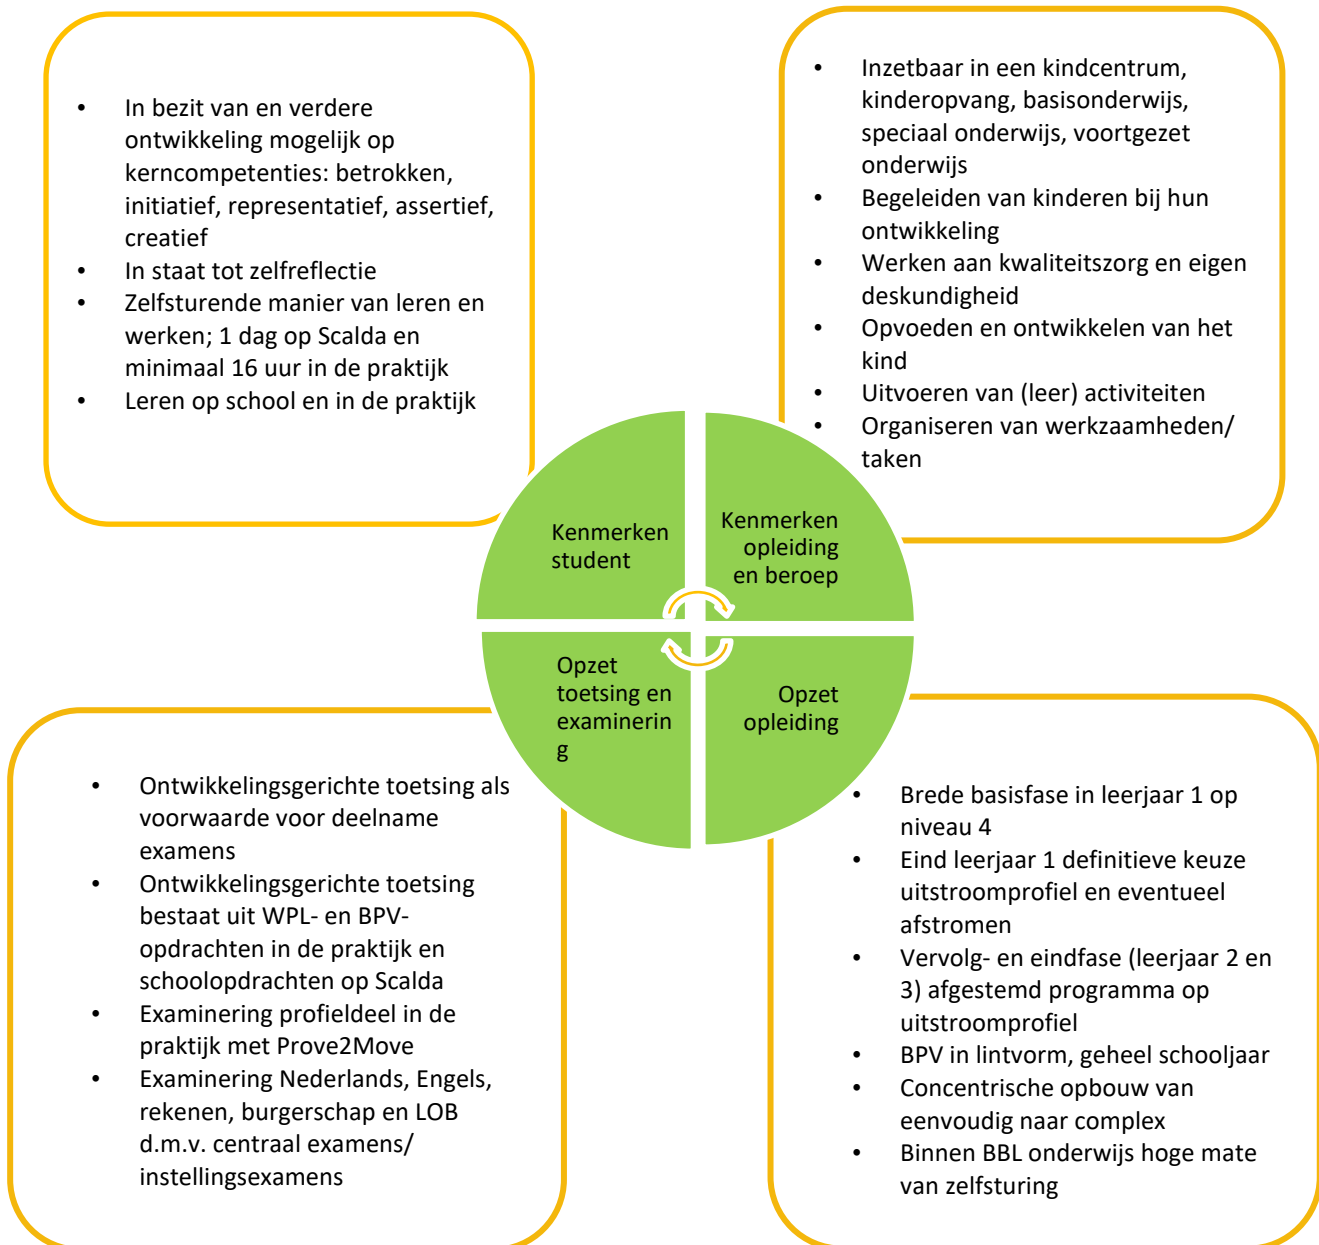 • In bezit van en verdere
ontwikkeling mogelijk op
kerncompetenties: betrokken,
initiatief, representatief, assertief,
creatief
• In staat tot zelfreflectie
• Zelfsturende manier van leren en
werken; 1 dag op Scalda en
minimaal 16 uur in de praktijk
• Leren op school en in de praktijk
• Inzetbaar in een kindcentrum,
kinderopvang, basisonderwijs,
speciaal onderwijs, voortgezet
onderwijs
• Begeleiden van kinderen bij hun
ontwikkeling
• Werken aan kwaliteitszorg en eigen
deskundigheid
• Opvoeden en ontwikkelen van het
kind
• Uitvoeren van (leer) activiteiten
• Organiseren van werkzaamheden/
taken
Kenmerken
student
Kenmerken
opleiding
en beroep
Opzet
toetsing en
examinerin
g
Opzet
opleiding
• Ontwikkelingsgerichte toetsing als
voorwaarde voor deelname
examens
• Ontwikkelingsgerichte toetsing
bestaat uit WPL- en BPV-
opdrachten in de praktijk en
schoolopdrachten op Scalda
• Examinering profieldeel in de
praktijk met Prove2Move
• Examinering Nederlands, Engels,
rekenen, burgerschap en LOB
d.m.v. centraal examens/
instellingsexamens
• Brede basisfase in leerjaar 1 op
niveau 4
• Eind leerjaar 1 definitieve keuze
uitstroomprofiel en eventueel
afstromen
• Vervolg- en eindfase (leerjaar 2 en
3) afgestemd programma op
uitstroomprofiel
• BPV in lintvorm, geheel schooljaar
• Concentrische opbouw van
eenvoudig naar complex
• Binnen BBL onderwijs hoge mate
van zelfsturing